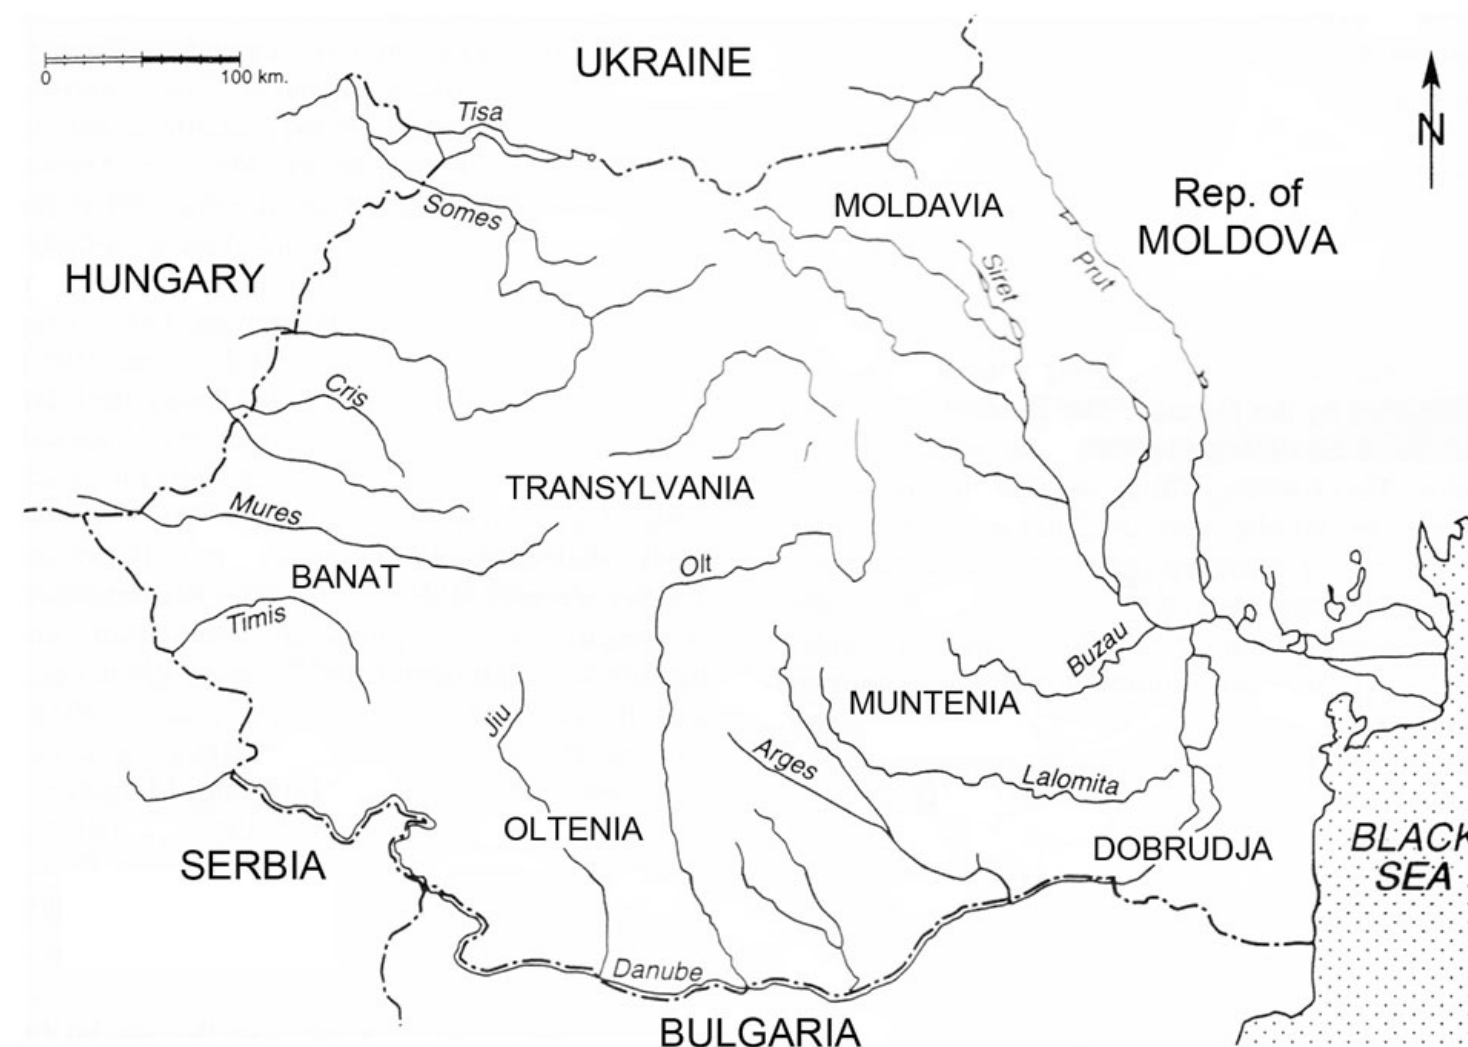 UKRAINE
0
100 km.
N
Tisa
Rep. of
MOLDOVA
Somes
MOLDAVIA
HUNGARY
Siret
Prut
Cris
TRANSYLVANIA
Mures
BANAT
Olt
Timis
Buzau
MUNTENIA
Jiu
Arges
Lalomita
OLTENIA
DOBRUDJA
BLACK
SEA
SERBIA
Danube
BULGARIA